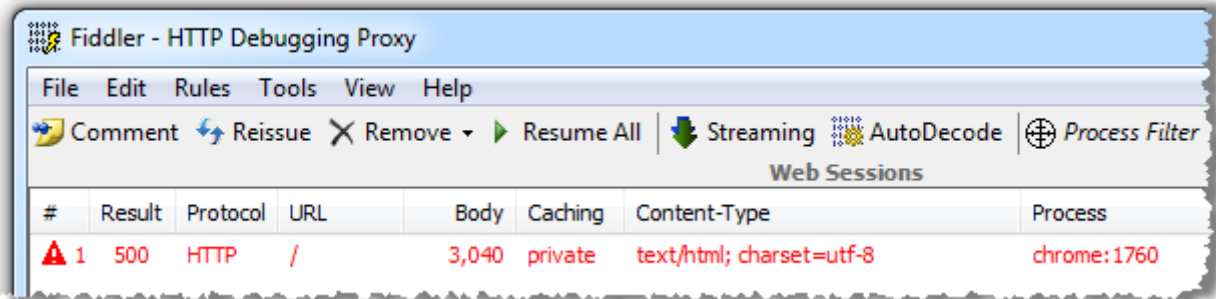 Fiddler - HTTP Debugging Proxy
File Edit Rules Tools View Help
Comment Reissue Remove Resume All Streaming AutoDecode Process Filter
Web Sessions
# Result Protocol URL Body Caching Content-Type Process
1 500 HTTP / 3,040 private text/html; charset=utf-8 chrome:1760